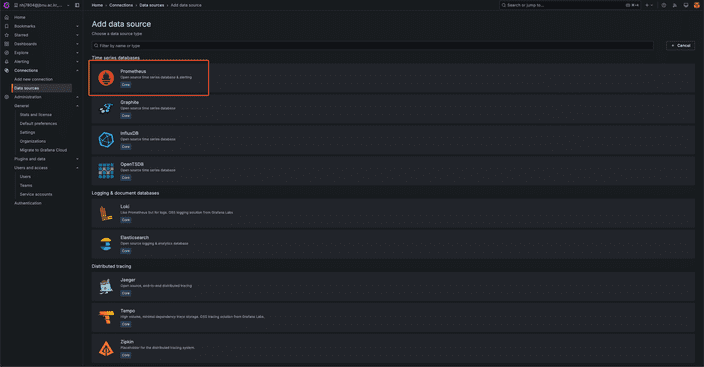 Home › Connections › Data sources › Add data source
Search or jump to...
Home
Bookmarks
Starred
Dashboards
Explore
Alerting
Connections
Add new connection
Data sources
Administration
General
Stats and license
Default preferences
Settings
Organizations
Migrate to Grafana Cloud
Plugins and data
Users and access
Users
Teams
Service accounts
Authentication
Add data source
Choose a data source type
Filter by name or type
Cancel
Time series databases
Prometheus
Open source time series database & alerting
Core
Graphite
Open source time series database
Core
InfluxDB
Open source time series database
Core
OpenTSDB
Open source time series database
Core
Logging & document databases
Loki
Like Prometheus but for logs. OSS logging solution from Grafana Labs
Core
Elasticsearch
Open source logging & analytics database
Core
Distributed tracing
Jaeger
Open source, end-to-end distributed tracing
Core
Tempo
High volume, minimal dependency trace storage. OSS tracing solution from Grafana Labs.
Core
Zipkin
Placeholder for the distributed tracing system.
Core